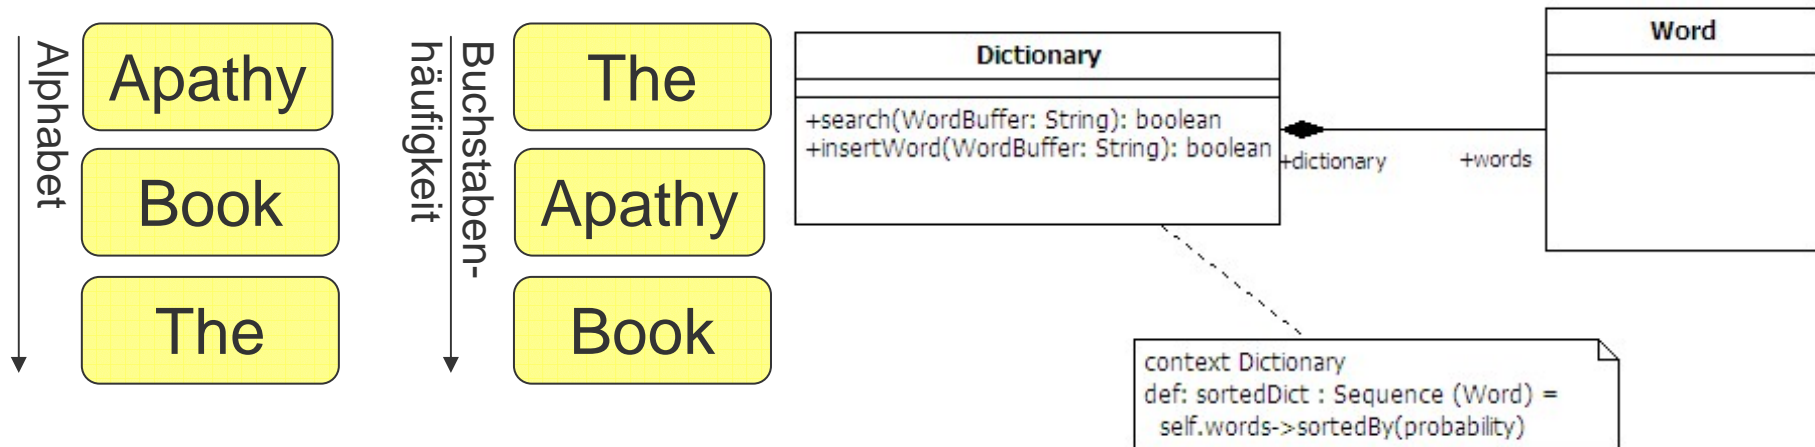 Alphabet
Apathy
Book
The
Buchstaben-
häufigkeit
The
Apathy
Book
Dictionary
+search(WordBuffer: String): boolean
+insertWord(WordBuffer: String): boolean
+dictionary
+words
Word
context Dictionary
def: sortedDict : Sequence (Word) =
self.words->sortedBy(probability)